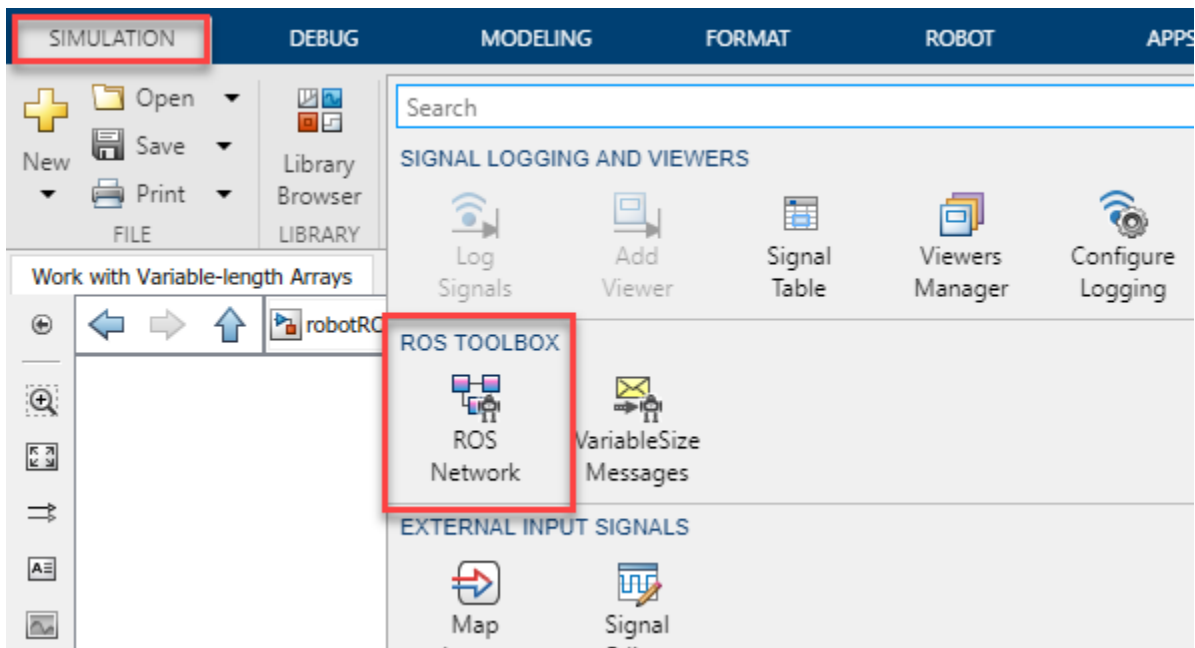 SIMULATION DEBUG MODELING FORMAT ROBOT APPS
New
Open
Save
Print
FILE
Library
Browser
LIBRARY
Search
SIGNAL LOGGING AND VIEWERS
Log
Signals
Add
Viewer
Signal
Table
Viewers
Manager
Configure
Logging
Work with Variable-length Arrays
robotRO
ROS TOOLBOX
ROS
Network
VariableSize
Messages
EXTERNAL INPUT SIGNALS
Map
Signal